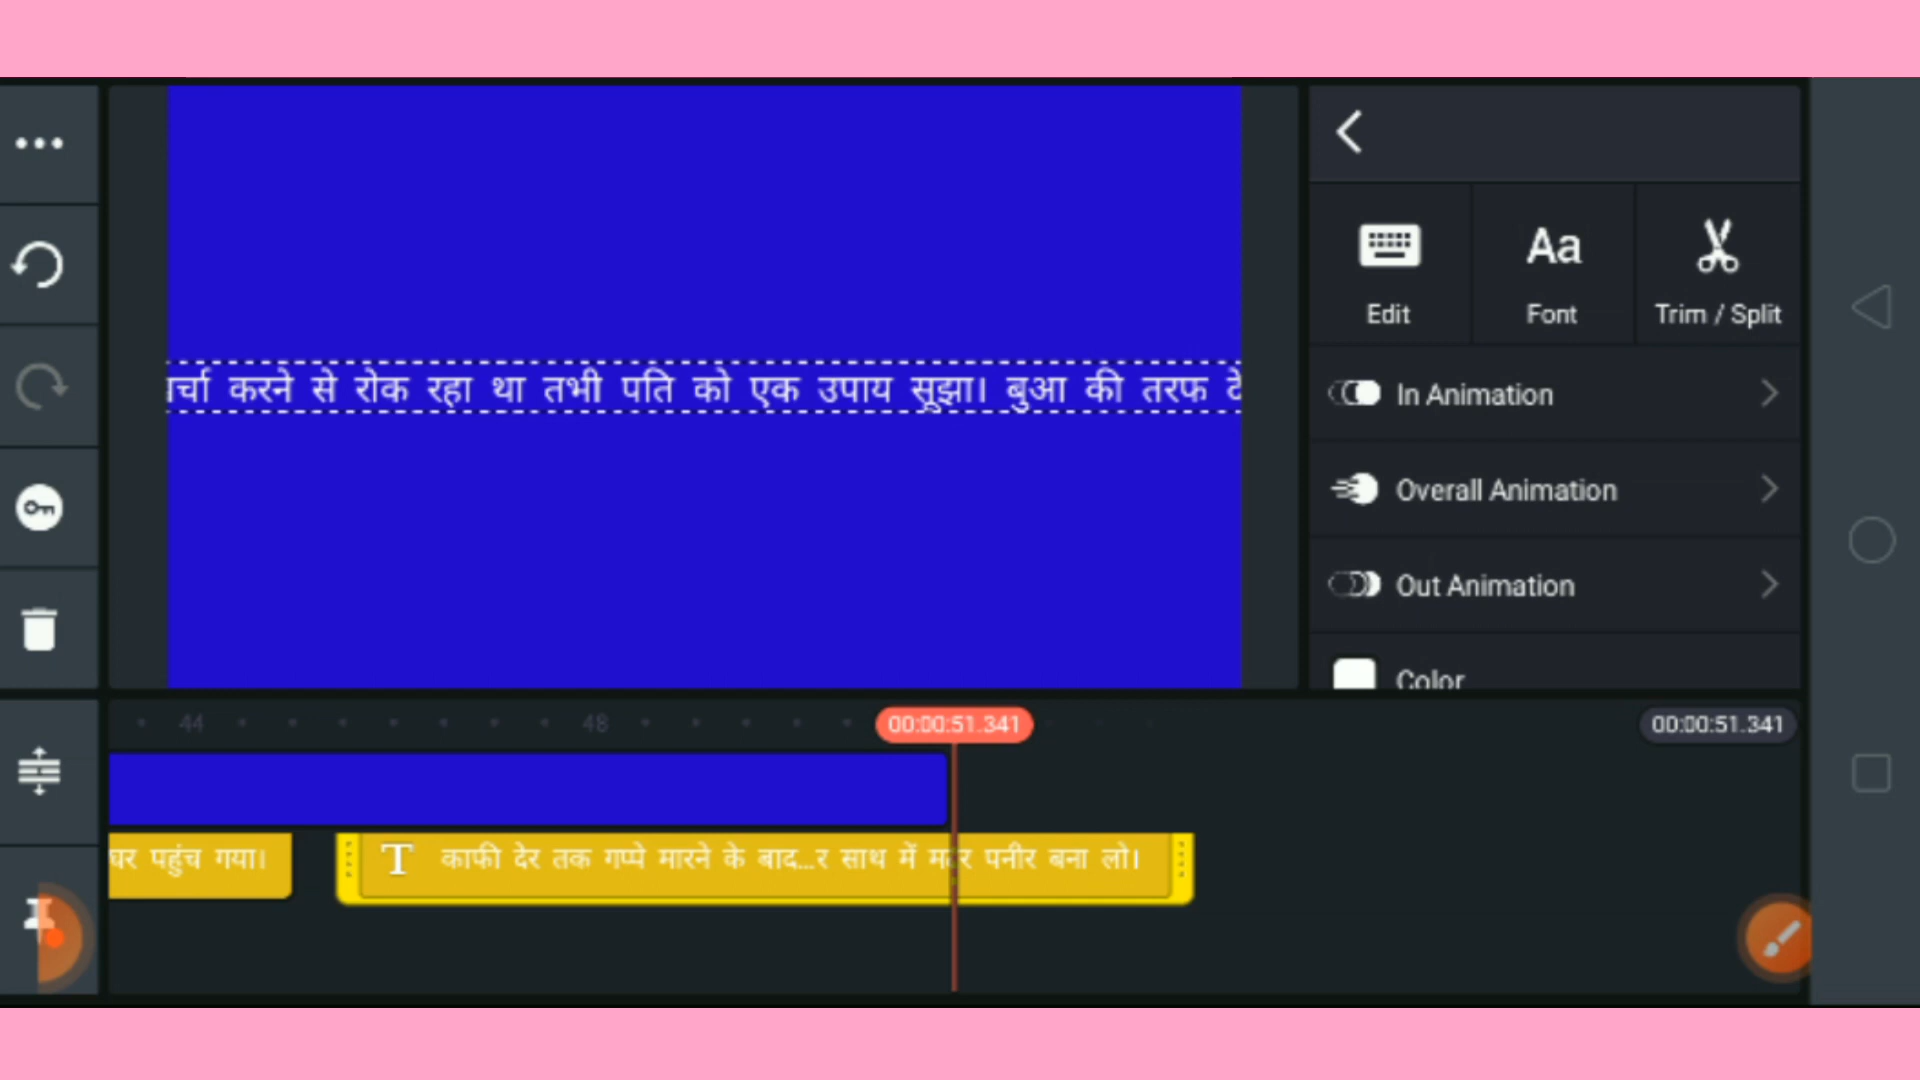 Edit
Font
Trim / Split
र्चा करने से रोक रहा था तभी पति को एक उपाय सूझा। बुआ की तरफ
In Animation
Overall Animation
Out Animation
Color
44
48
00:00:51.341
00:00:51.341
घर पहुंच गया।
T काफी देर तक गप्पे मारने के बाद...र साथ में मटर पनीर बना लो।